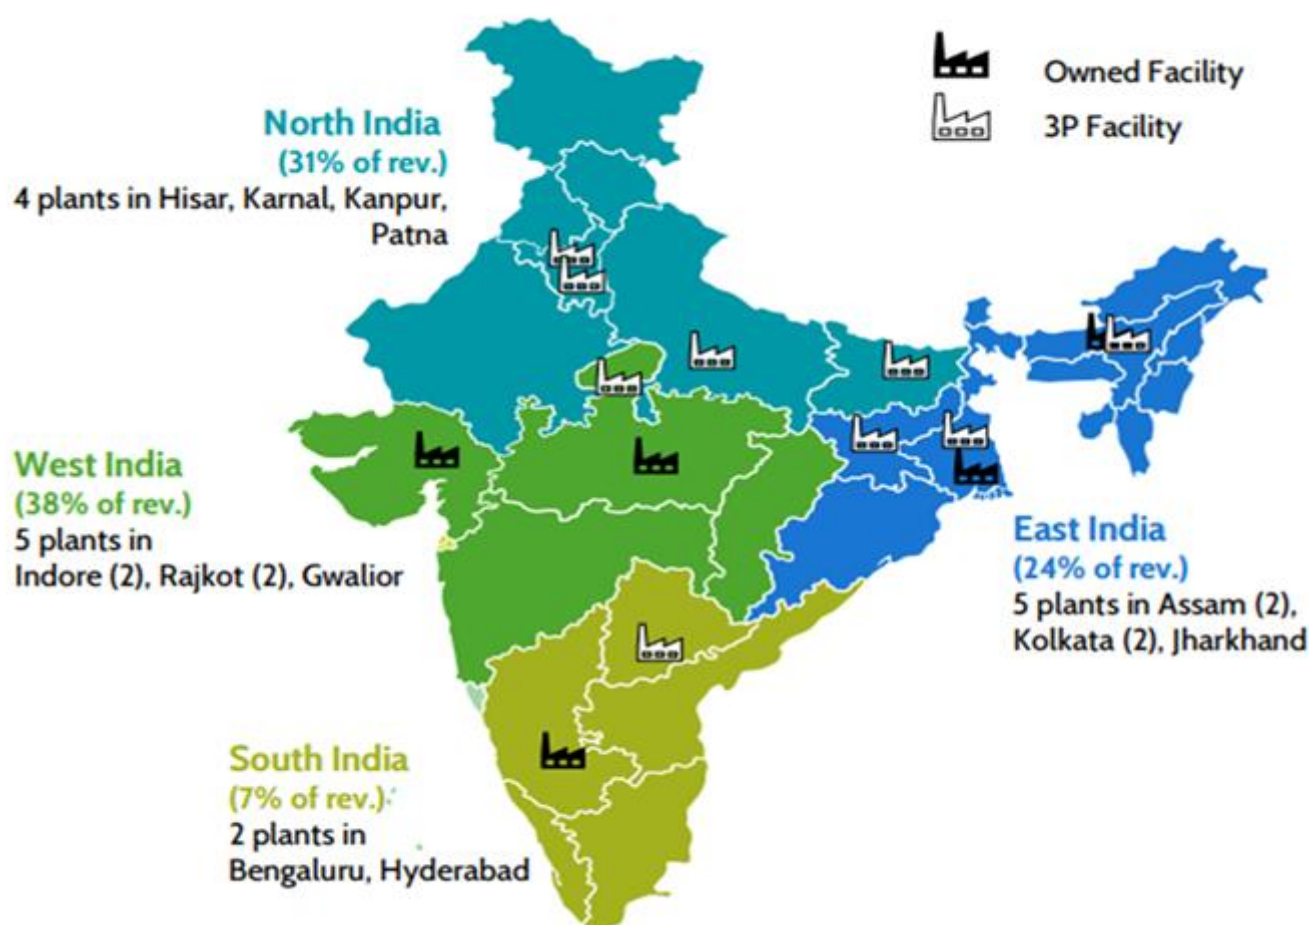 Owned Facility
3P Facility
North India
(31% of rev.)
4 plants in Hisar, Karnal, Kanpur,
Patna
West India
(38% of rev.)
5 plants in
Indore (2), Rajkot (2), Gwalior
East India
(24% of rev.)
5 plants in Assam (2),
Kolkata (2), Jharkhand
South India
(7% of rev.)
2 plants in
Bengaluru, Hyderabad